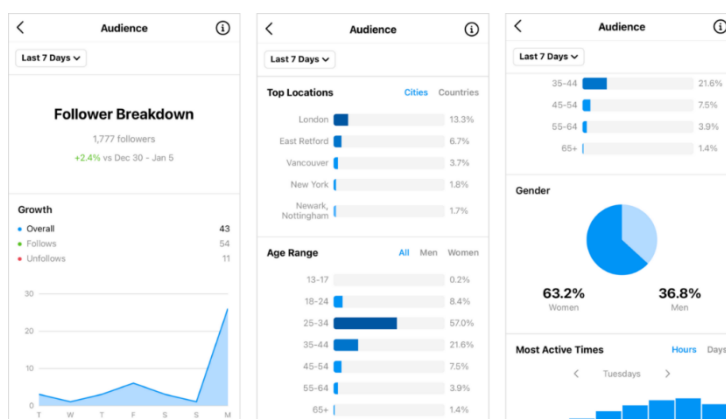 Audience
Last 7 Days
Follower Breakdown
1,777 followers
+2.4% vs Dec 30 - Jan 5
Growth
Overall 43
Follows 54
Unfollows 11
30
20
10
0
T W T F S S M
Audience
Last 7 Days
Top Locations Cities Countries
London 13.3%
East Retford 6.7%
Vancouver 3.7%
New York 1.8%
Newark,
Nottingham 1.7%
Age Range All Men Women
13-17 0.2%
18-24 8.4%
25-34 57.0%
35-44 21.6%
45-54 7.5%
55-64 3.9%
65+ 1.4%
Audience
Last 7 Days
35-44 21.6%
45-54 7.5%
55-64 3.9%
65+ 1.4%
Gender
63.2% 36.8%
Women Men
Most Active Times Hours Days
Tuesdays